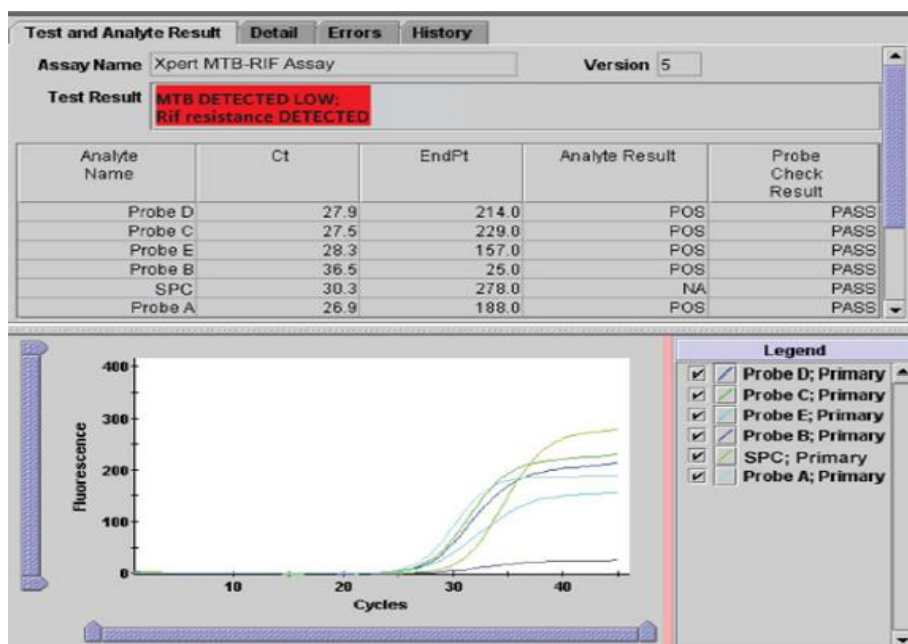 Test and Analyte Result Detail Errors History
Assay Name Xpert MTB-RIF Assay Version 5
Test Result MTB DETECTED LOW;
Rif resistance DETECTED
Analyte Name Ct EndPt Analyte Result Probe Check Result
Probe D 27.9 214.0 POS PASS
Probe C 27.5 229.0 POS PASS
Probe E 28.3 157.0 POS PASS
Probe B 36.5 25.0 POS PASS
SPC 30.3 278.0 NA PASS
Probe A 26.9 188.0 POS PASS
400
300
200
100
0
10 20 30 40
Fluorescence
Cycles
Legend
Probe D; Primary
Probe C; Primary
Probe E; Primary
Probe B; Primary
SPC; Primary
Probe A; Primary